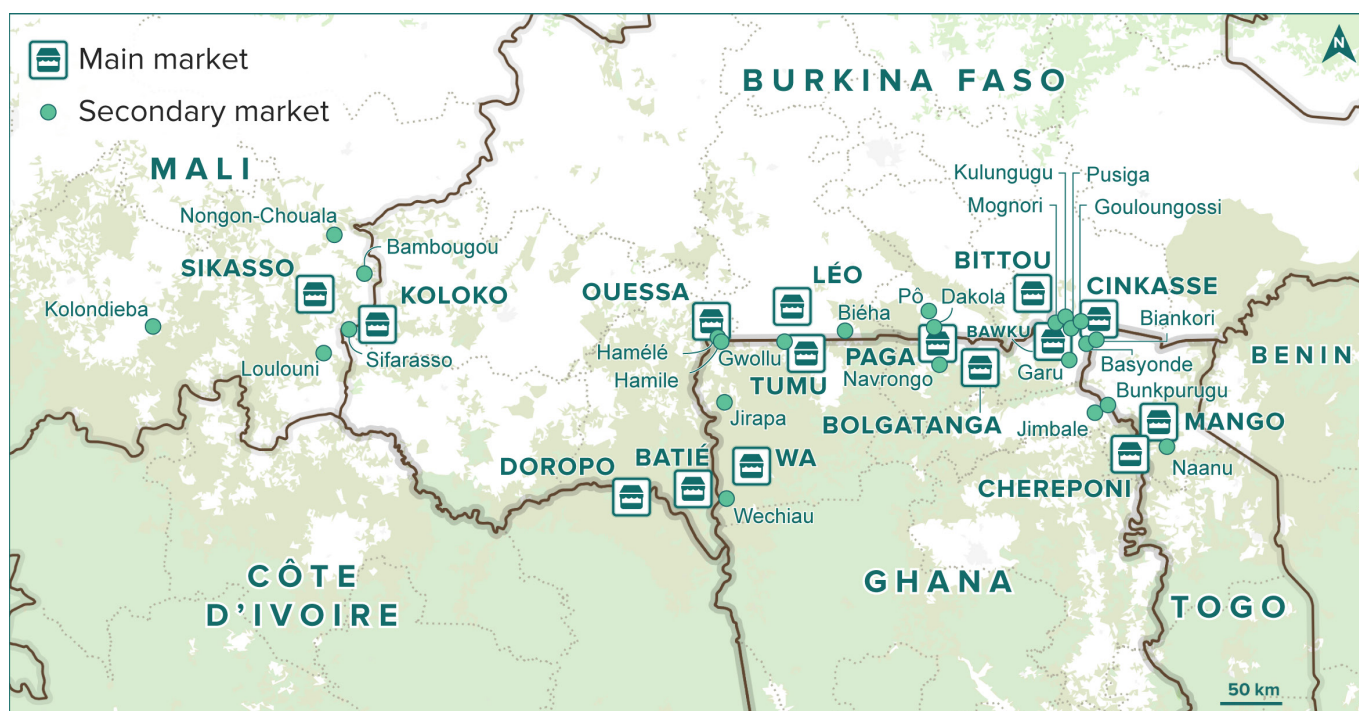 Main market
Secondary market
N
BURKINA FASO
MALI
Kulungugu
Pusiga
Mognori
Gouloungossi
Nongon-Chouala
Bambougou
SIKASSO
KOLOKO
Kolondieba
Sifarasso
Loulouni
OUESSA
LÉO
BITTOU
CINKASSE
Pô
Dakola
Biéha
Biankori
BAWKU
Hamélé
Gwollu
PAGA
BENIN
Hamile
TUMU
Navrongo
Garu
Basyonde
Bunkpurugu
Jirapa
BOLGATANGA
Jimbale
MANGO
DOROPO
BATIÉ
WA
Naanu
CHEREPONI
Wechiau
CÔTE
D’IVOIRE
GHANA
TOGO
50 km